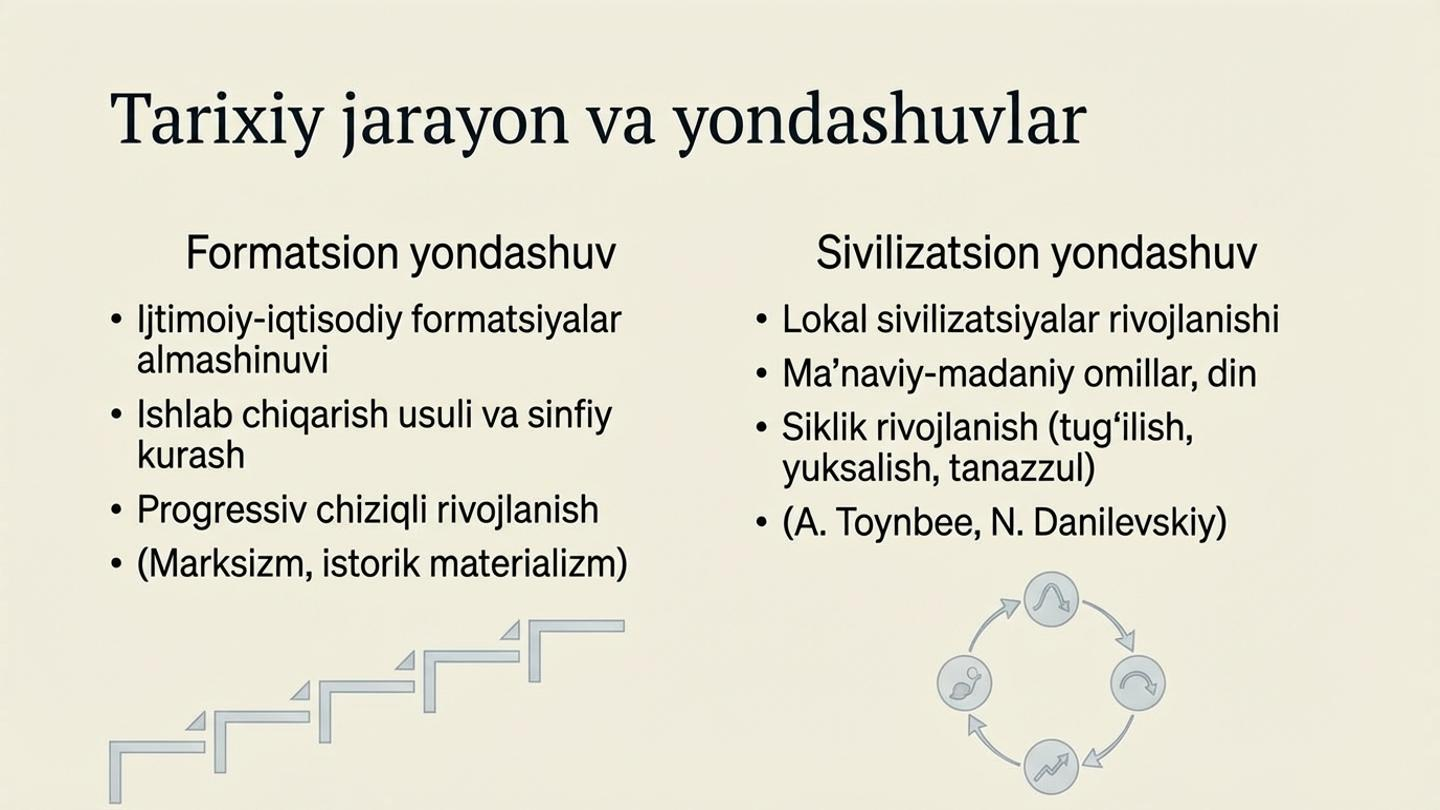 Tarixiy jarayon va yondashuvlar
Formatsion yondashuv
• Ijtimoiy-iqtisodiy formatsiyalar
almashinuvi
• Ishlab chiqarish usuli va sinfiy
kurash
• Progressiv chiziqli rivojlanish
• (Marksizm, istorik materializm)
Sivilizatsion yondashuv
• Lokal sivilizatsiyalar rivojlanishi
• Ma’naviy-madaniy omillar, din
• Siklik rivojlanish (tug‘ilish,
yuksalish, tanazzul)
• (A. Toynbee, N. Danilevskiy)